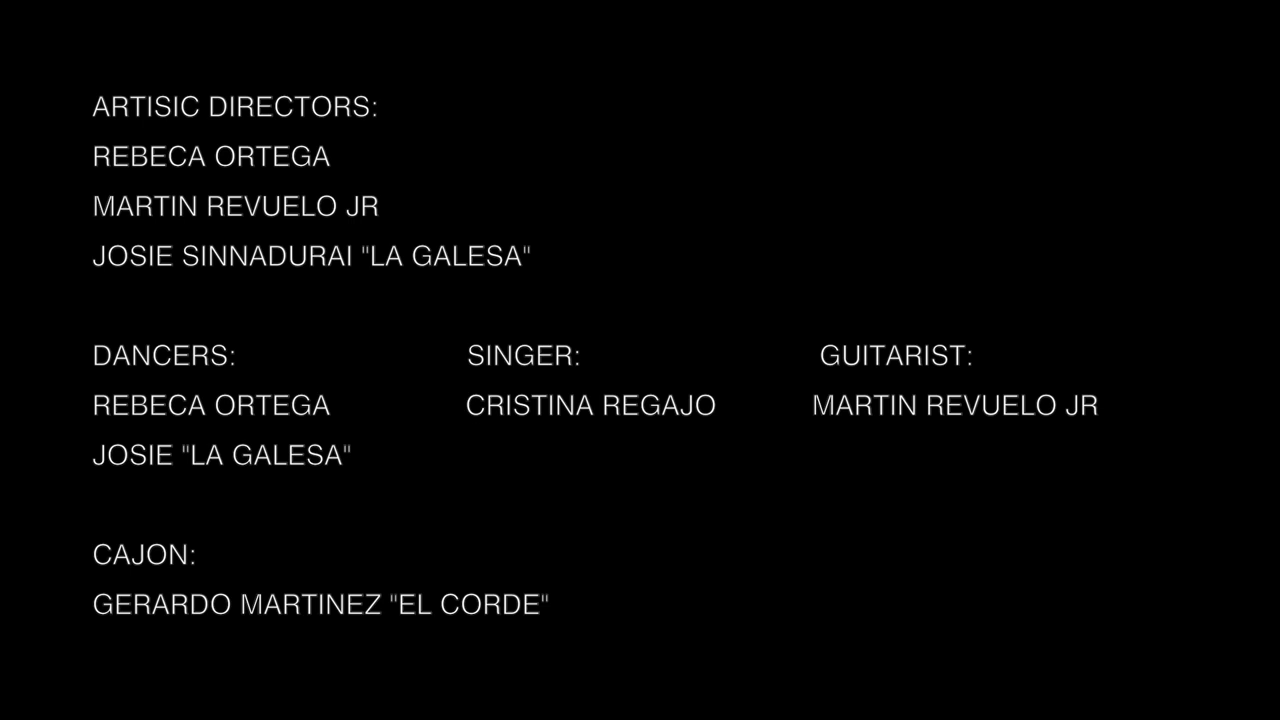 ARTISIC DIRECTORS:
REBECA ORTEGA
MARTIN REVUELO JR
JOSIE SINNADURAI "LA GALESA"
DANCERS: SINGER: GUITARIST:
REBECA ORTEGA CRISTINA REGAJO MARTIN REVUELO JR
JOSIE "LA GALESA"
CAJON:
GERARDO MARTINEZ "EL CORDE"